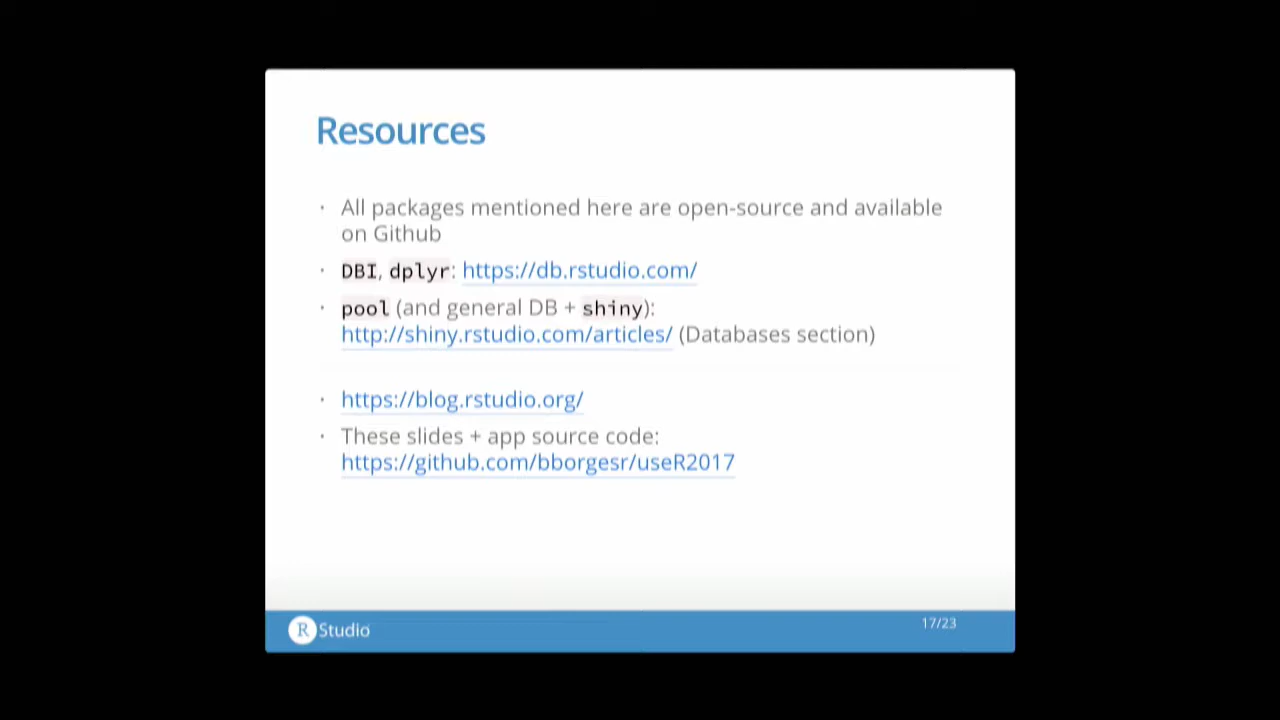 Resources
· All packages mentioned here are open-source and available
on Github
· DBI, dplyr: https://db.rstudio.com/
· pool (and general DB + shiny):
http://shiny.rstudio.com/articles/ (Databases section)
· https://blog.rstudio.org/
· These slides + app source code:
https://github.com/bborgesr/useR2017
R Studio
17/23